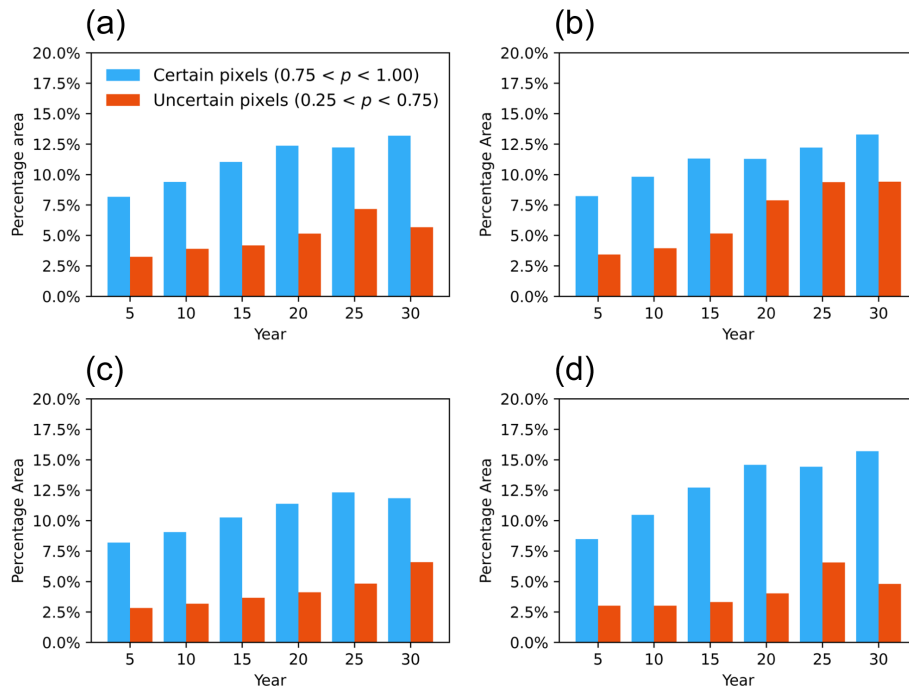 (a)
20.0%
17.5%
15.0%
12.5%
10.0%
7.5%
5.0%
2.5%
0.0%
Percentage area
Certain pixels (0.75 < p < 1.00)
Uncertain pixels (0.25 < p < 0.75)
5 10 15 20 25 30
Year
(b)
20.0%
17.5%
15.0%
12.5%
10.0%
7.5%
5.0%
2.5%
0.0%
Percentage Area
5 10 15 20 25 30
Year
(c)
20.0%
17.5%
15.0%
12.5%
10.0%
7.5%
5.0%
2.5%
0.0%
Percentage Area
5 10 15 20 25 30
Year
(d)
20.0%
17.5%
15.0%
12.5%
10.0%
7.5%
5.0%
2.5%
0.0%
Percentage Area
5 10 15 20 25 30
Year